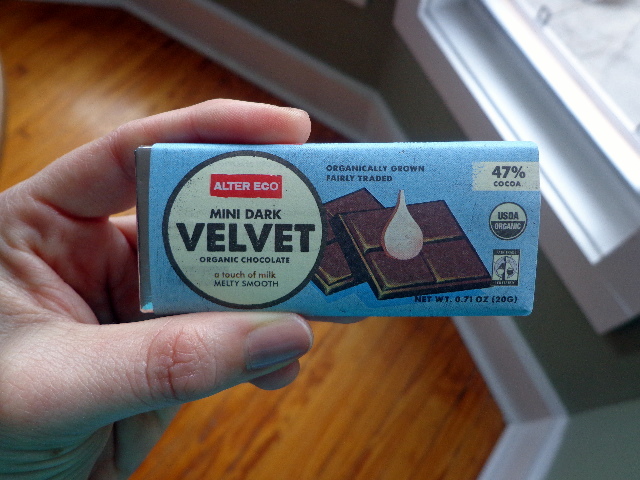 ALTER ECO
MINI DARK
VELVET
ORGANIC CHOCOLATE
a touch of milk
MELTY SMOOTH
ORGANICALLY GROWN
FAIRLY TRADED
47%
COCOA
USDA
ORGANIC
NET WT. 0.71 OZ (20G)